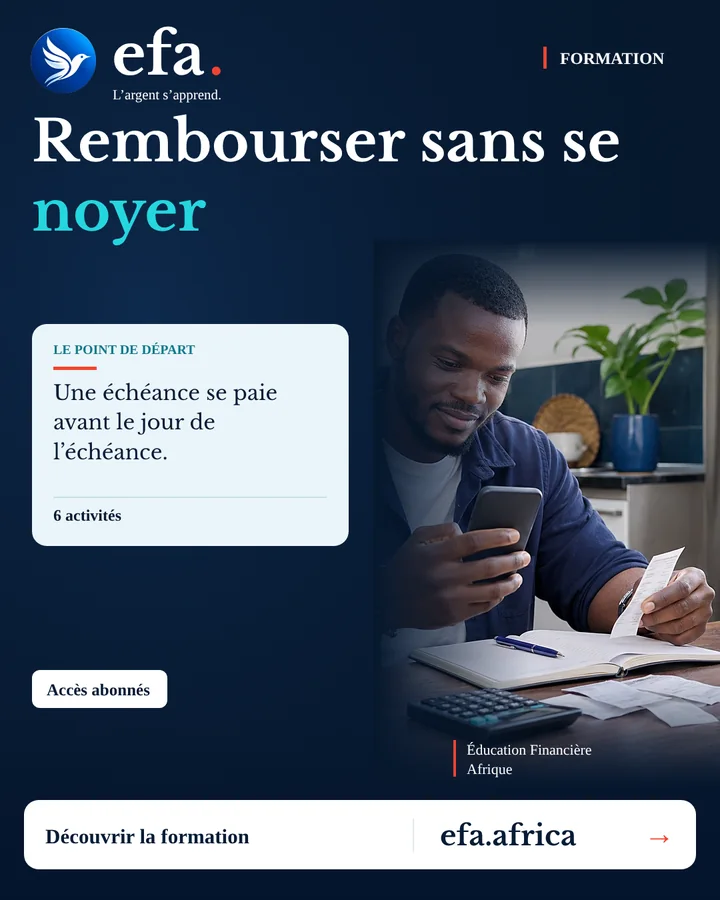 efa.
L’argent s’apprend.
FORMATION
Rembourser sans se
noyer
LE POINT DE DÉPART
Une échéance se paie
avant le jour de
l’échéance.
6 activités
Accès abonnés
Éducation Financière
Afrique
Découvrir la formation
efa.africa →